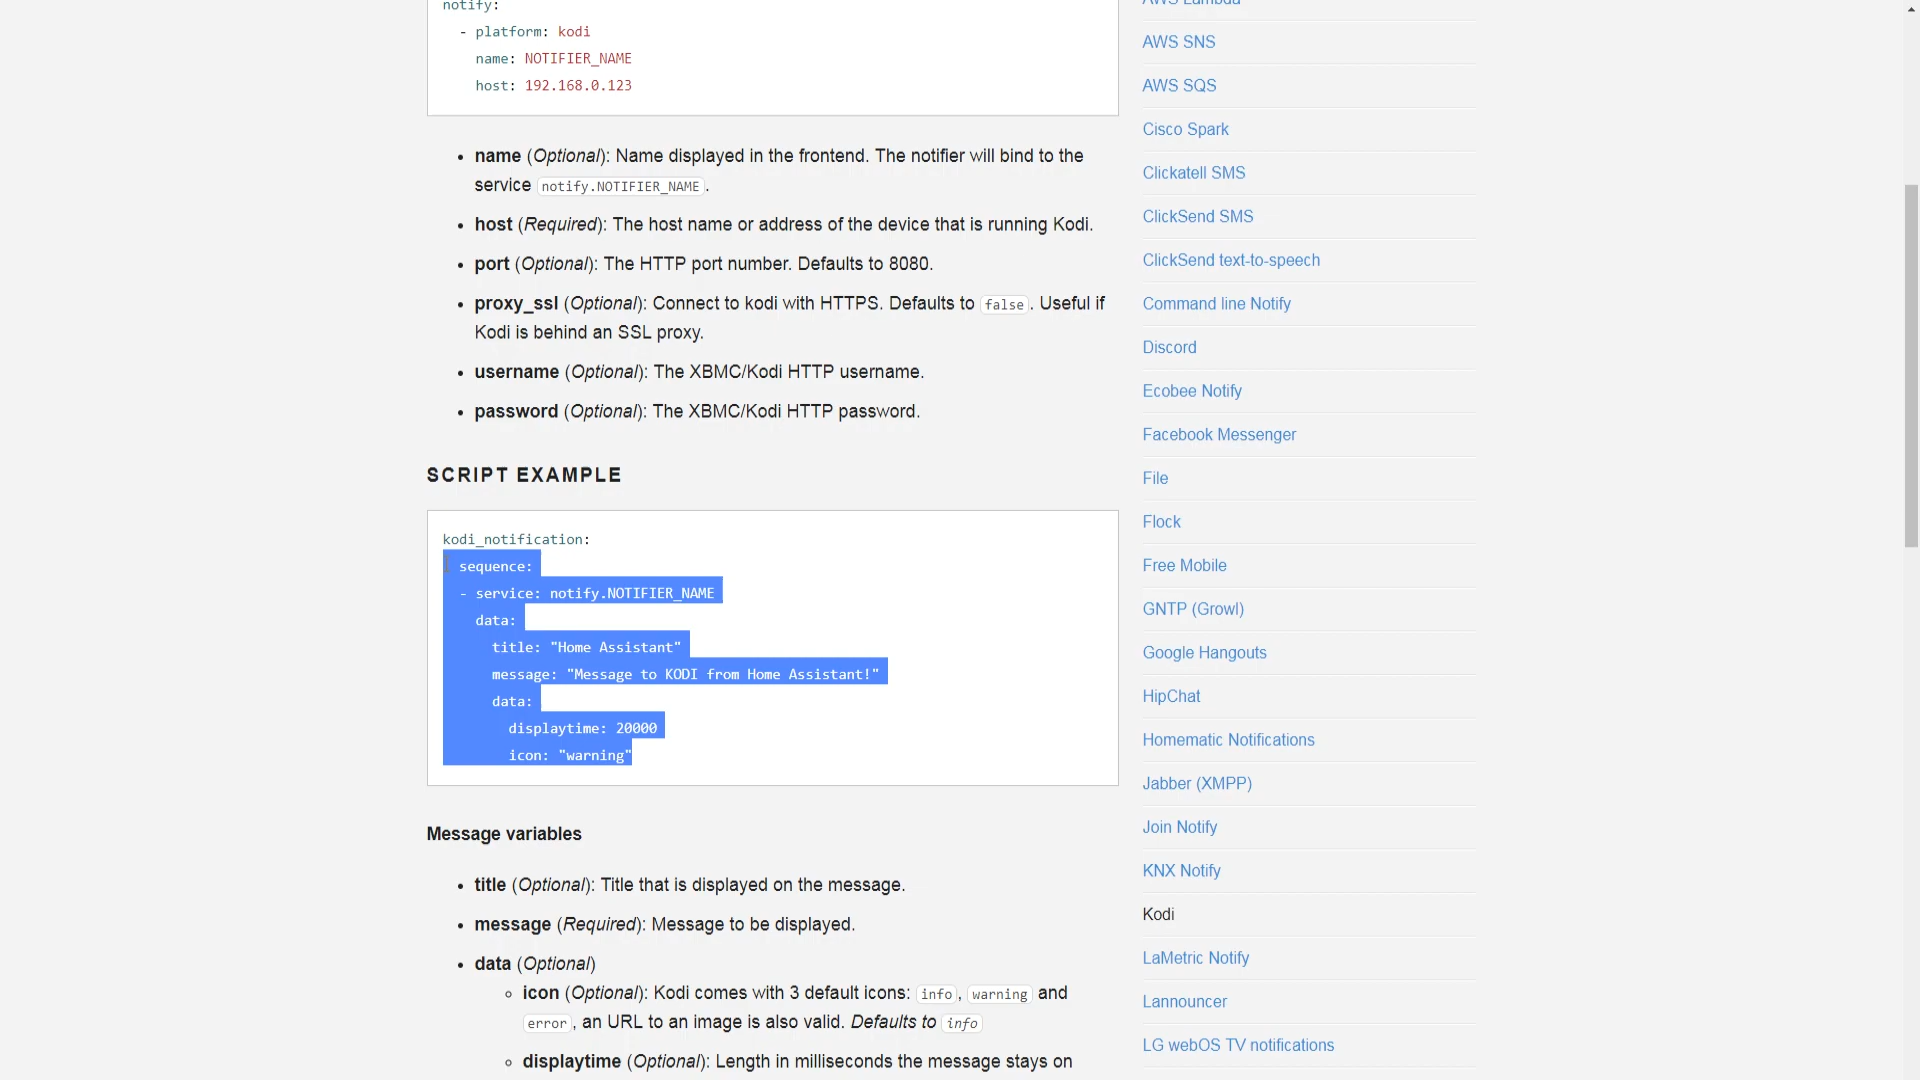 notify:
- platform: kodi
name: NOTIFIER_NAME
host: 192.168.0.123
name (Optional): Name displayed in the frontend. The notifier will bind to the
service notify.NOTIFIER_NAME.
host (Required): The host name or address of the device that is running Kodi.
port (Optional): The HTTP port number. Defaults to 8080.
proxy_ssl (Optional): Connect to kodi with HTTPS. Defaults to false. Useful if
Kodi is behind an SSL proxy.
username (Optional): The XBMC/Kodi HTTP username.
password (Optional): The XBMC/Kodi HTTP password.
SCRIPT EXAMPLE
kodi_notification:
sequence:
- service: notify.NOTIFIER_NAME
data:
title: "Home Assistant"
message: "Message to KODI from Home Assistant!"
data:
displaytime: 20000
icon: "warning"
Message variables
title (Optional): Title that is displayed on the message.
message (Required): Message to be displayed.
data (Optional)
icon (Optional): Kodi comes with 3 default icons: info, warning and
error, an URL to an image is also valid. Defaults to info
displaytime (Optional): Length in milliseconds the message stays on
AWS Lambda
AWS SNS
AWS SQS
Cisco Spark
Clickatell SMS
ClickSend SMS
ClickSend text-to-speech
Command line Notify
Discord
Ecobee Notify
Facebook Messenger
File
Flock
Free Mobile
GNTP (Growl)
Google Hangouts
HipChat
Homematic Notifications
Jabber (XMPP)
Join Notify
KNX Notify
Kodi
LaMetric Notify
Lannouncer
LG webOS TV notifications